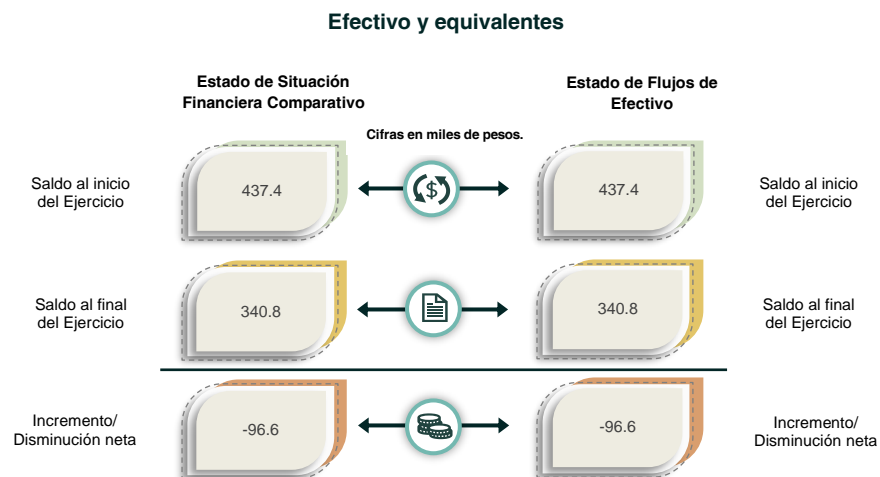 Efectivo y equivalentes
Estado de Situación
Financiera Comparativo
Estado de Flujos de
Efectivo
Cifras en miles de pesos.
Saldo al inicio
del Ejercicio
437.4
$
437.4
Saldo al inicio
del Ejercicio
Saldo al final
del Ejercicio
340.8
340.8
Saldo al final
del Ejercicio
Incremento/
Disminución neta
-96.6
-96.6
Incremento/
Disminución neta